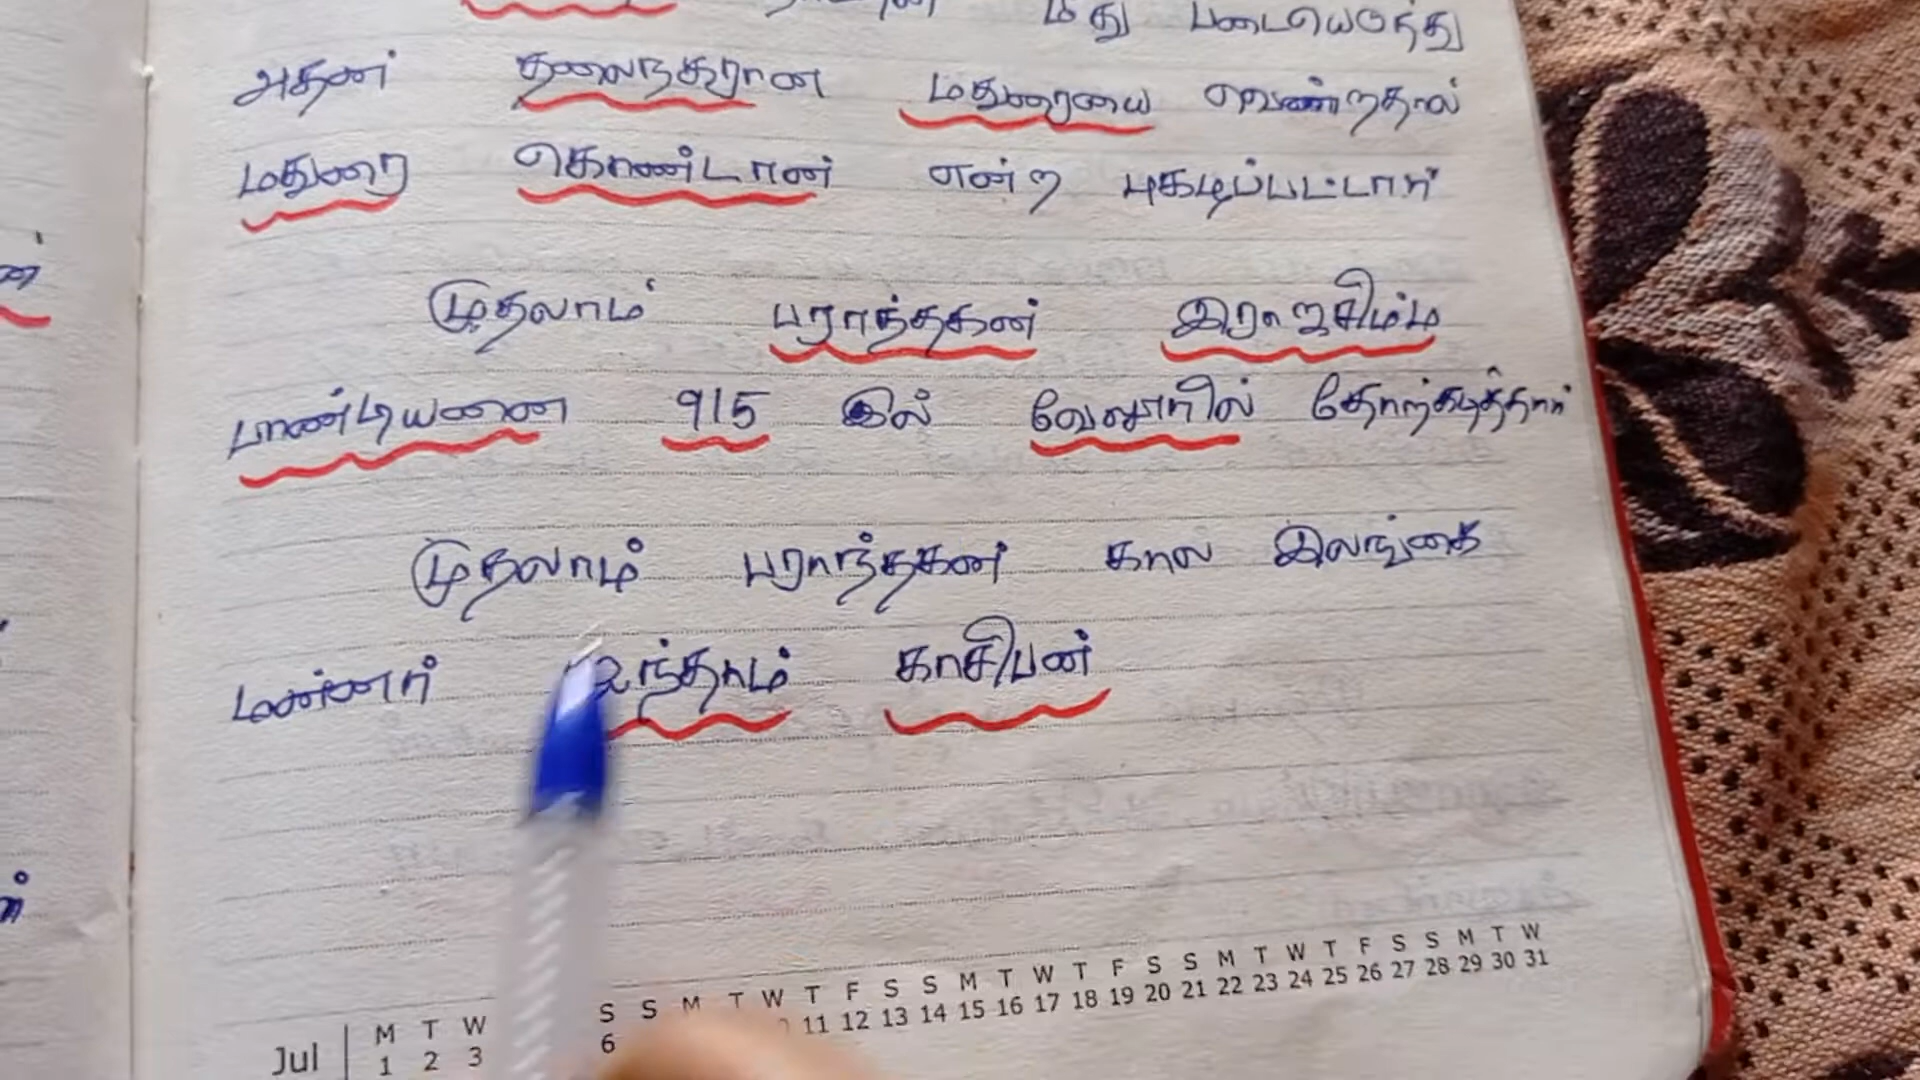 மீது படையெடுத்து
அதன் தலைநகரான மதுரையை வென்றதால்
மதுரை கொண்டான் என்ற புகழப்பட்டார்
முதலாம் பராந்தகன் இராஜசிம்ம
பாண்டியனை 915 இல் வேலூரில் தோற்கடித்தார்
முதலாம் பராந்தகன் கால இலங்கை
மன்னர் ஐந்தாம் காசிபன்
M T W S S M T W T F S S M T W T F S S M T W T F S S M T W
Jul 1 2 3 6 11 12 13 14 15 16 17 18 19 20 21 22 23 24 25 26 27 28 29 30 31